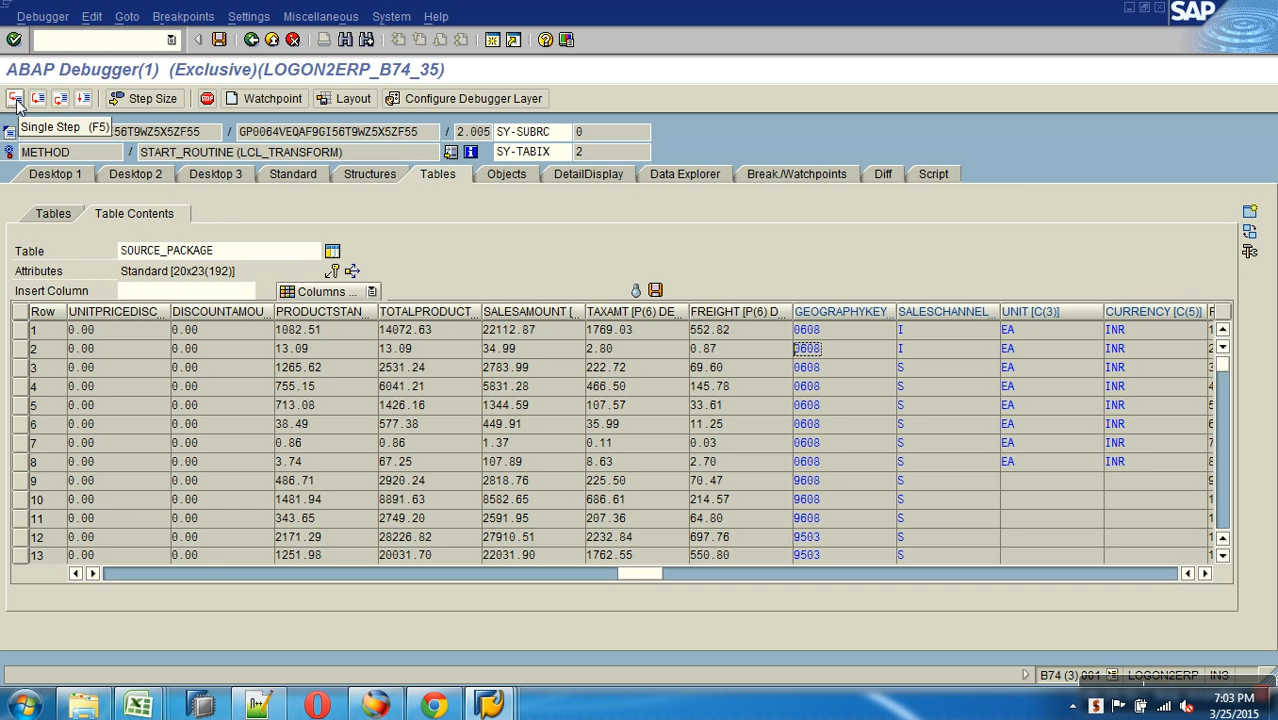 Debugger Edit Goto Breakpoints Settings Miscellaneous System Help
SAP
ABAP Debugger(1) (Exclusive)(LOGON2ERP_B74_35)
Step Size Watchpoint Layout Configure Debugger Layer
Single Step (F5)
56T9WZ5X5ZF55 / GP0064VEQAF9GI56T9WZ5X5ZF55 / 2.005 SY-SUBRC 0
METHOD / START_ROUTINE (LCL_TRANSFORM) SY-TABIX 2
Desktop 1 Desktop 2 Desktop 3 Standard Structures Tables Objects DetailDisplay Data Explorer Break./Watchpoints Diff Script
Tables Table Contents
Table SOURCE_PACKAGE
Attributes Standard [20x23(192)]
Insert Column Columns ...
Row UNITPRICEDISC... DISCOUNTAMOU... PRODUCTSTAN... TOTALPRODUCT... SALESAMOUNT [... TAXAMT [P(6) DE... FREIGHT [P(6) D... GEOGRAPHYKEY... SALESCHANNEL... UNIT [C(3)] CURRENCY [C(5)] F
1 0.00 0.00 1082.51 14072.63 22112.87 1769.03 552.82 0608 I EA INR 1
2 0.00 0.00 13.09 13.09 34.99 2.80 0.87 0608 I EA INR 2
3 0.00 0.00 1265.62 2531.24 2783.99 222.72 69.60 0608 S EA INR 3
4 0.00 0.00 755.15 6041.21 5831.28 466.50 145.78 0608 S EA INR 4
5 0.00 0.00 713.08 1426.16 1344.59 107.57 33.61 0608 S EA INR 5
6 0.00 0.00 38.49 577.38 449.91 35.99 11.25 0608 S EA INR 6
7 0.00 0.00 0.86 0.86 1.37 0.11 0.03 0608 S EA INR 7
8 0.00 0.00 3.74 67.25 107.89 8.63 2.70 0608 S EA INR 8
9 0.00 0.00 486.71 2920.24 2818.76 225.50 70.47 9608 S 9
10 0.00 0.00 1481.94 8891.63 8582.65 686.61 214.57 9608 S 1
11 0.00 0.00 343.65 2749.20 2591.95 207.36 64.80 9608 S 1
12 0.00 0.00 2171.29 28226.82 27910.51 2232.84 697.76 9503 S 1
13 0.00 0.00 1251.98 20031.70 22031.90 1762.55 550.80 9503 S 1
B74 (3) 001 LOGON2ERP INS
7:03 PM
3/25/2015